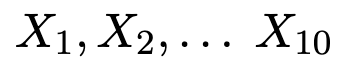 X₁, X₂, … X₁₀